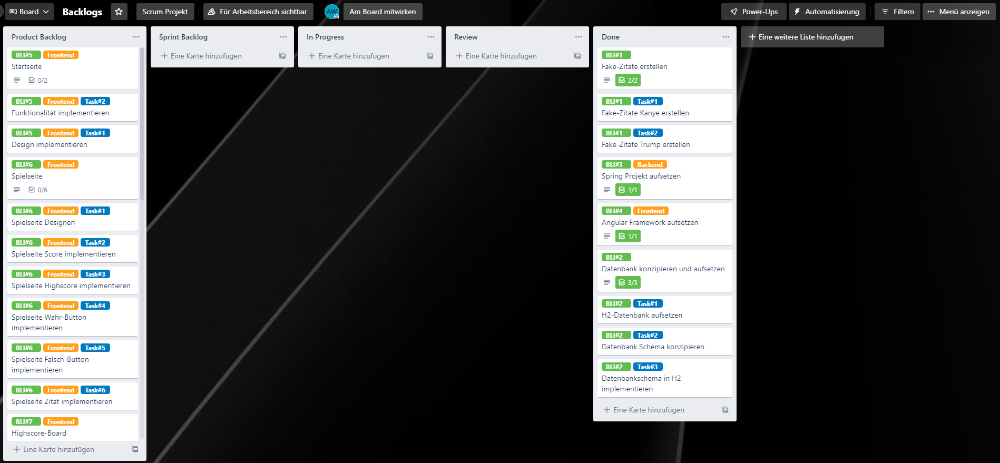 Board
Backlogs
Scrum Projekt
Für Arbeitsbereich sichtbar
AW
Am Board mitwirken
Power-Ups
Automatisierung
Filtern
Menü anzeigen
Product Backlog
BLI#5 Frontend
Startseite
0/2
BLI#5 Frontend Task#2
Funktionalität implementieren
BLI#5 Frontend Task#1
Design implementieren
BLI#6 Frontend
Spielseite
0/6
BLI#6 Frontend Task#1
Spielseite Designen
BLI#6 Frontend Task#2
Spielseite Score implementieren
BLI#6 Frontend Task#3
Spielseite Highscore implementieren
BLI#6 Frontend Task#4
Spielseite Wahr-Button
implementieren
BLI#6 Frontend Task#5
Spielseite Falsch-Button
implementieren
BLI#6 Frontend Task#6
Spielseite Zitat implementieren
BLI#7 Frontend
Highscore-Board
Eine Karte hinzufügen
Sprint Backlog
Eine Karte hinzufügen
In Progress
Eine Karte hinzufügen
Review
Eine Karte hinzufügen
Done
BLI#1
Fake-Zitate erstellen
2/2
BLI#1 Task#1
Fake-Zitate Kanye erstellen
BLI#1 Task#2
Fake-Zitate Trump erstellen
BLI#3 Backend
Spring Projekt aufsetzen
1/1
BLI#4 Frontend
Angular Framework aufsetzen
1/1
BLI#2
Datenbank konzipieren und aufsetzen
3/3
BLI#2 Task#1
H2-Datenbank aufsetzen
BLI#2 Task#2
Datenbank Schema konzipieren
BLI#2 Task#3
Datenbankschema in H2
implementieren
Eine Karte hinzufügen
Eine weitere Liste hinzufügen